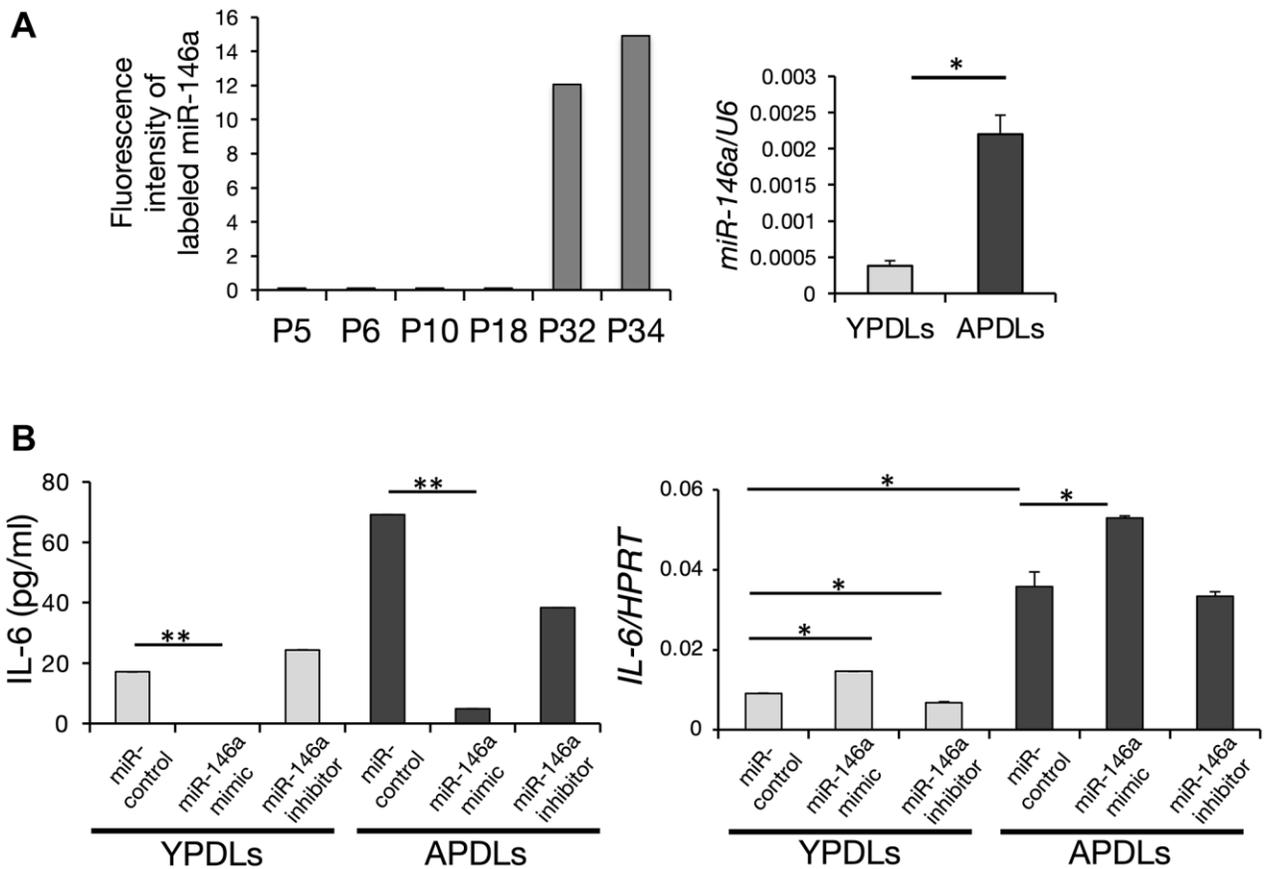 A
Fluorescence
intensity of
labeled miR-146a
16
14
12
10
8
6
4
2
0
P5 P6 P10 P18 P32 P34
miR-146a/U6
0.003
0.0025
0.002
0.0015
0.001
0.0005
0
*
YPDLs APDLs
B
IL-6 (pg/ml)
80
60
40
20
0
**
**
miR-
control
miR-146a
mimic
miR-146a
inhibitor
miR-
control
miR-146a
mimic
miR-146a
inhibitor
YPDLs APDLs
IL-6/HPRT
0.06
0.04
0.02
0
*
*
*
*
miR-
control
miR-146a
mimic
miR-146a
inhibitor
miR-
control
miR-146a
mimic
miR-146a
inhibitor
YPDLs APDLs